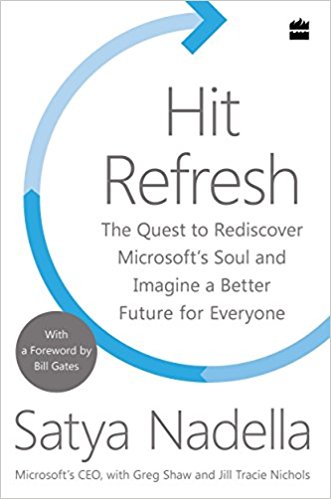 Hit
Refresh
The Quest to Rediscover
Microsoft's Soul and
Imagine a Better
Future for Everyone
With
a Foreword by
Bill Gates
Satya Nadella
Microsoft's CEO, with Greg Shaw and Jill Tracie Nichols